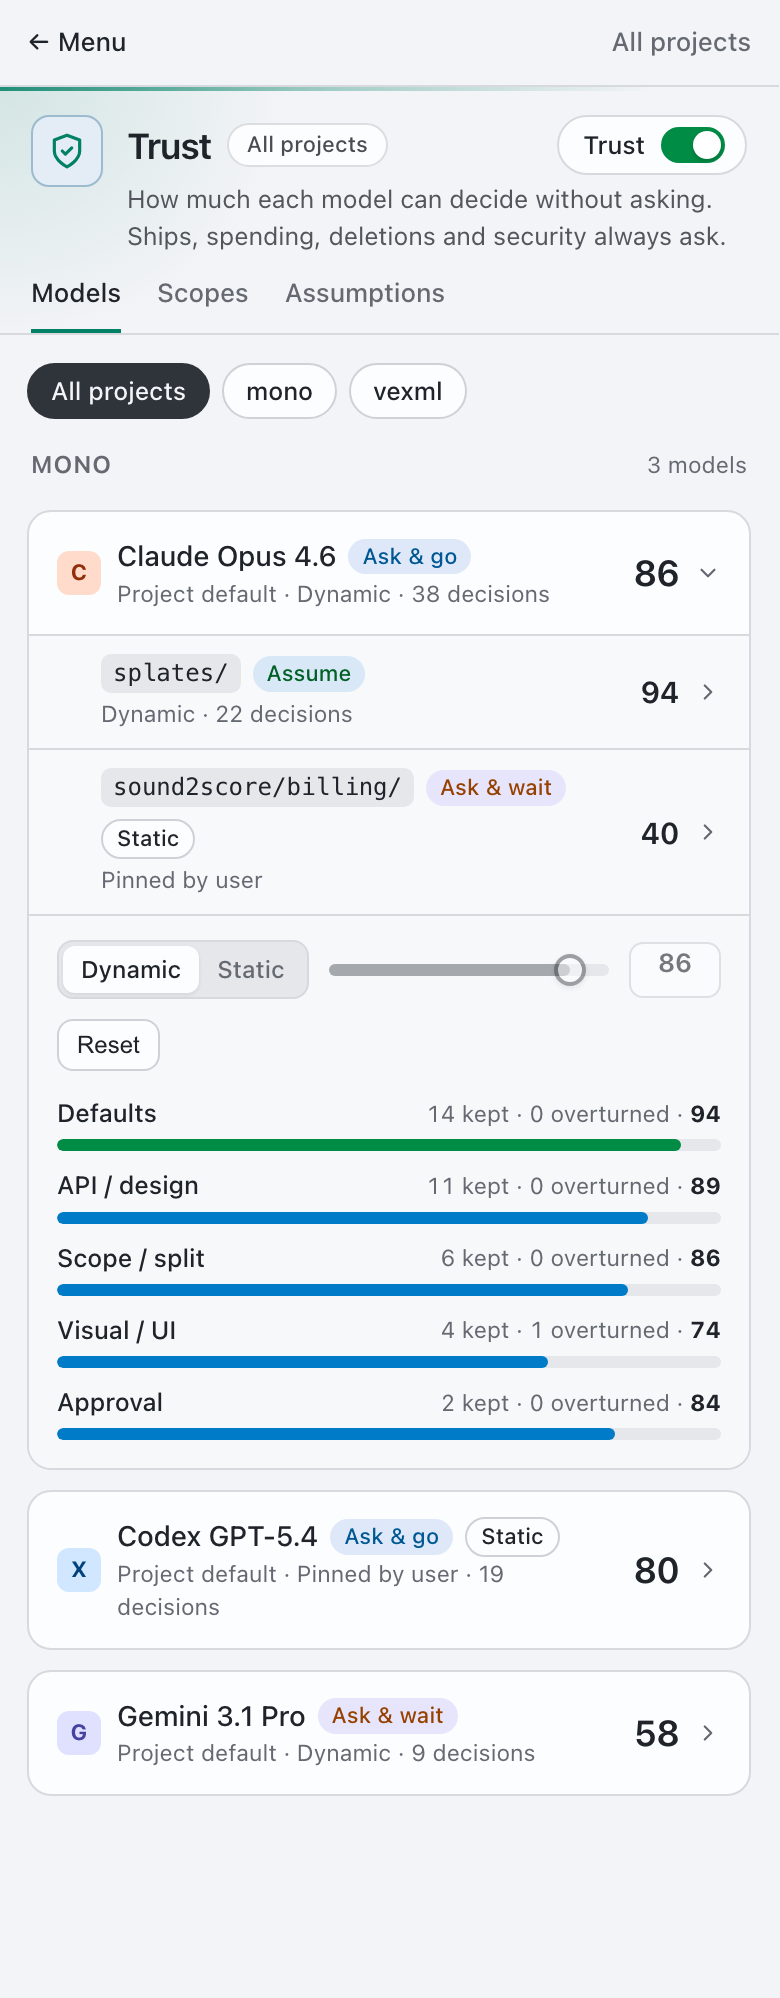 ← Menu
All projects
Trust
All projects
Trust
How much each model can decide without asking.
Ships, spending, deletions and security always ask.
Models
Scopes
Assumptions
All projects
mono
vexml
MONO
3 models
C
Claude Opus 4.6
Ask & go
Project default · Dynamic · 38 decisions
86
splates/
Assume
Dynamic · 22 decisions
94
sound2score/billing/
Ask & wait
Static
Pinned by user
40
Dynamic
Static
86
Reset
Defaults
14 kept · 0 overturned · 94
API / design
11 kept · 0 overturned · 89
Scope / split
6 kept · 0 overturned · 86
Visual / UI
4 kept · 1 overturned · 74
Approval
2 kept · 0 overturned · 84
X
Codex GPT-5.4
Ask & go
Static
Project default · Pinned by user · 19
decisions
80
G
Gemini 3.1 Pro
Ask & wait
Project default · Dynamic · 9 decisions
58